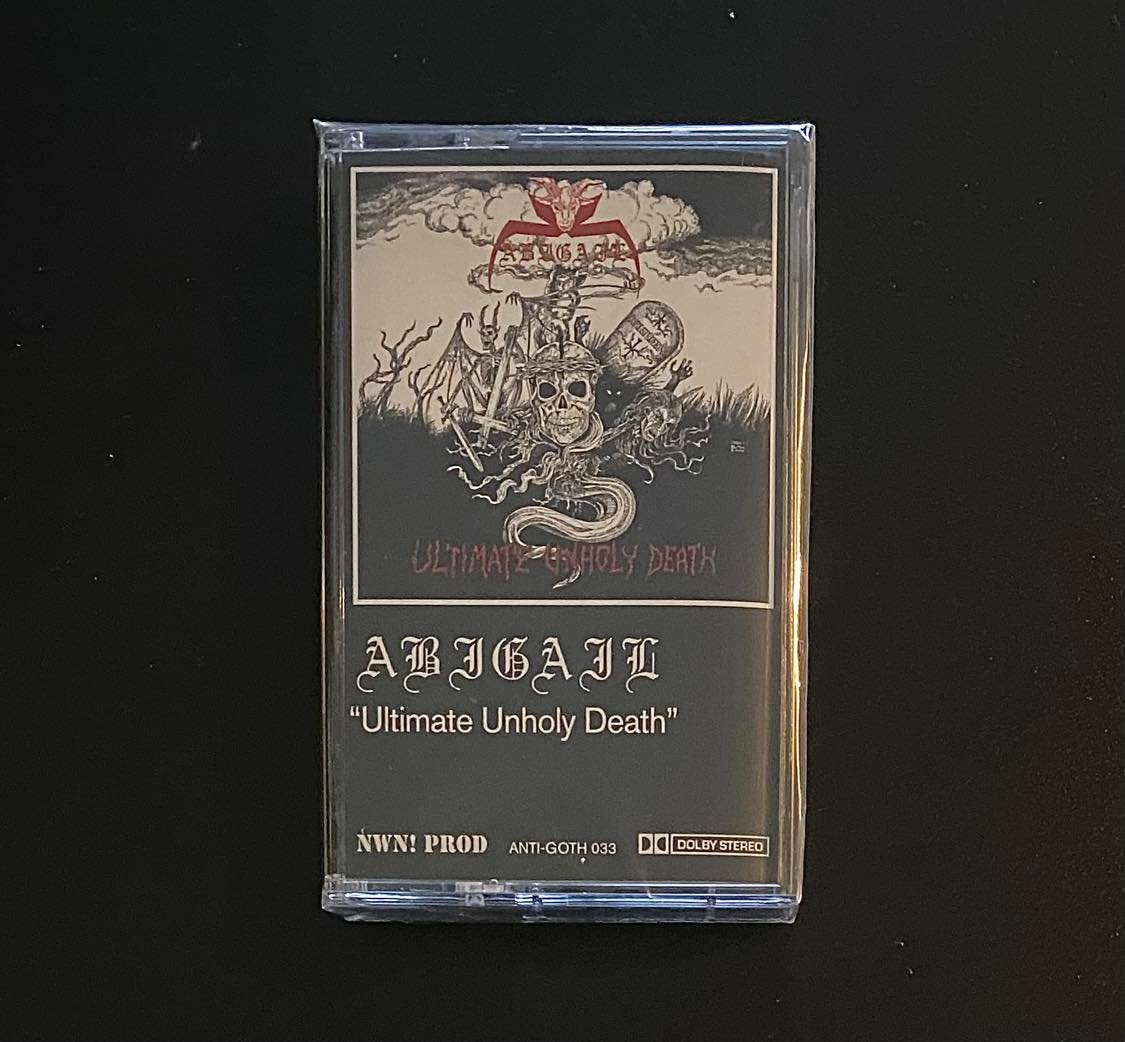 ABIGAIL
ULTIMATE UNHOLY DEATH
ABIGAIL
“Ultimate Unholy Death”
NWN! PROD ANTI-GOTH 033 DOLBY STEREO